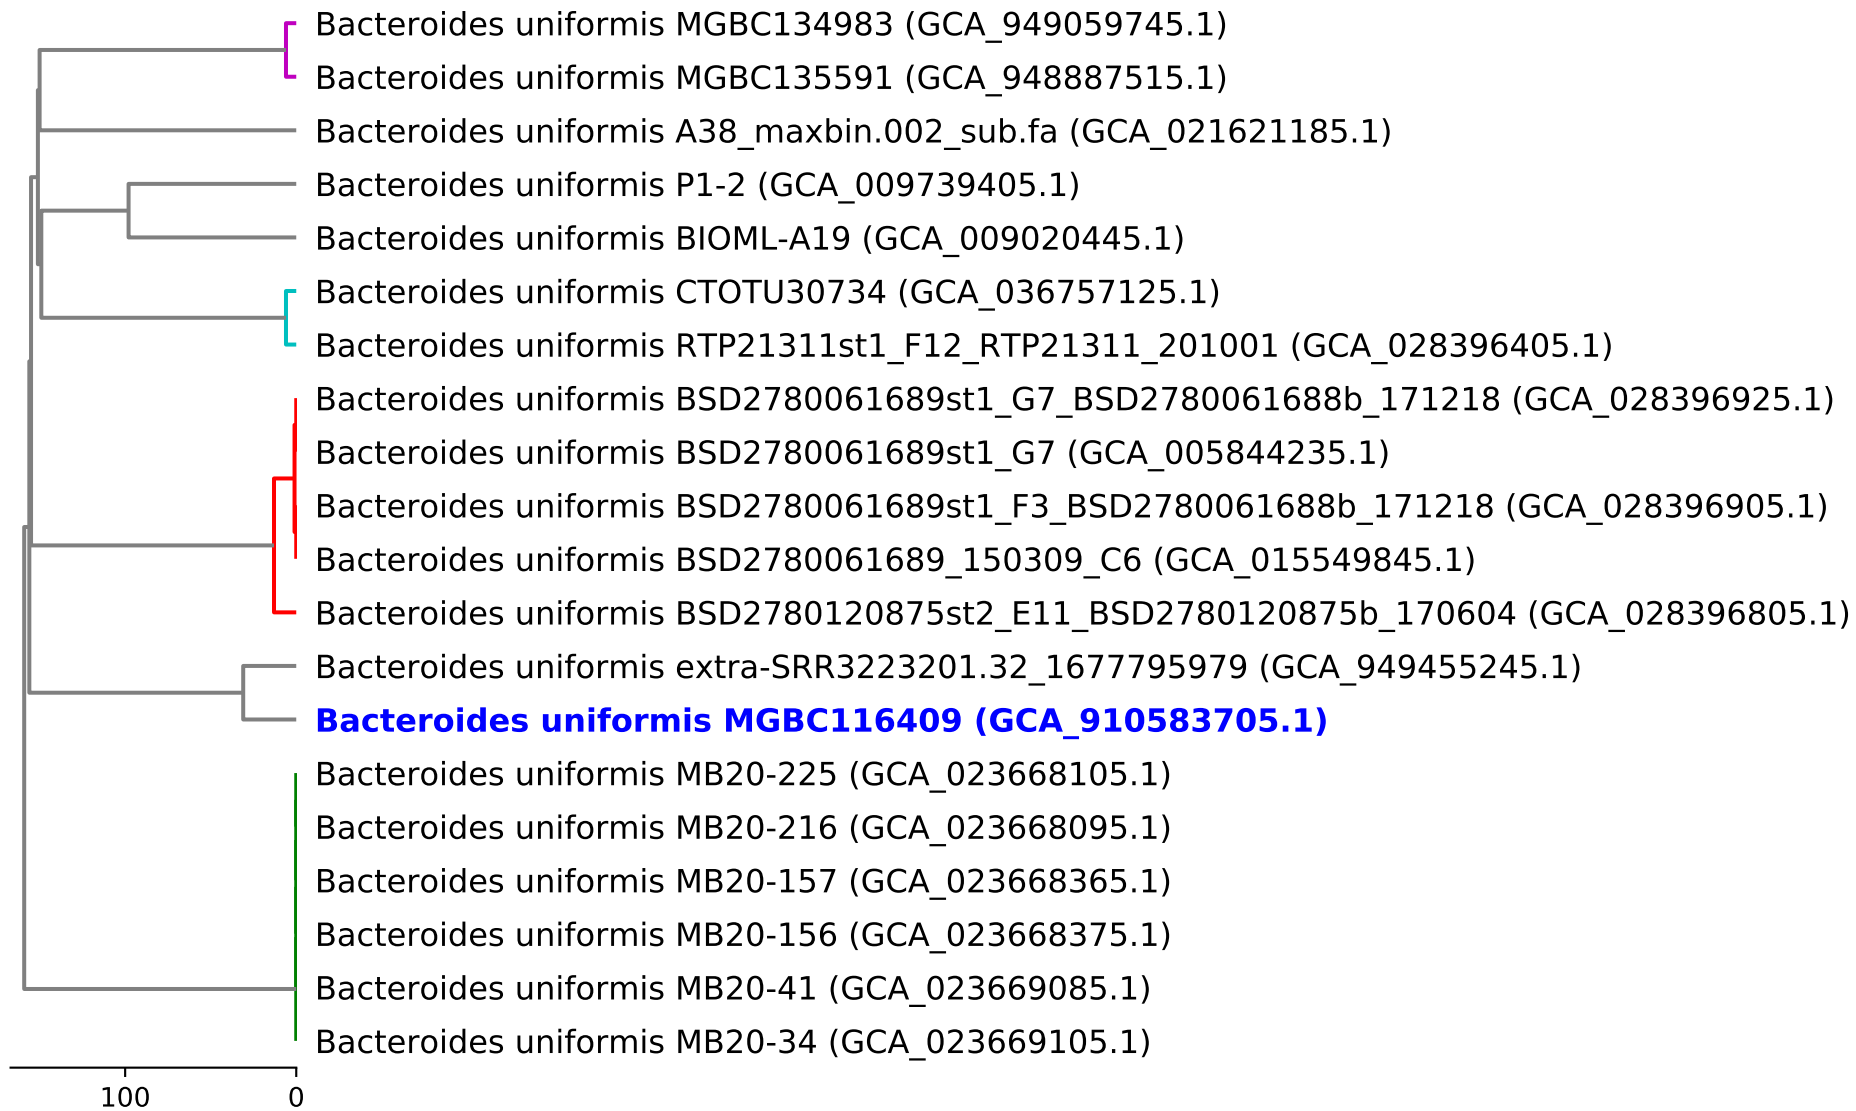 Bacteroides uniformis MGBC134983 (GCA_949059745.1)
Bacteroides uniformis MGBC135591 (GCA_948887515.1)
Bacteroides uniformis A38_maxbin.002_sub.fa (GCA_021621185.1)
Bacteroides uniformis P1-2 (GCA_009739405.1)
Bacteroides uniformis BIOML-A19 (GCA_009020445.1)
Bacteroides uniformis CTOTU30734 (GCA_036757125.1)
Bacteroides uniformis RTP21311st1_F12_RTP21311_201001 (GCA_028396405.1)
Bacteroides uniformis BSD2780061689st1_G7_BSD2780061688b_171218 (GCA_028396925.1)
Bacteroides uniformis BSD2780061689st1_G7 (GCA_005844235.1)
Bacteroides uniformis BSD2780061689st1_F3_BSD2780061688b_171218 (GCA_028396905.1)
Bacteroides uniformis BSD2780061689_150309_C6 (GCA_015549845.1)
Bacteroides uniformis BSD2780120875st2_E11_BSD2780120875b_170604 (GCA_028396805.1)
Bacteroides uniformis extra-SRR3223201.32_1677795979 (GCA_949455245.1)
Bacteroides uniformis MGBC116409 (GCA_910583705.1)
Bacteroides uniformis MB20-225 (GCA_023668105.1)
Bacteroides uniformis MB20-216 (GCA_023668095.1)
Bacteroides uniformis MB20-157 (GCA_023668365.1)
Bacteroides uniformis MB20-156 (GCA_023668375.1)
Bacteroides uniformis MB20-41 (GCA_023669085.1)
Bacteroides uniformis MB20-34 (GCA_023669105.1)
100 0